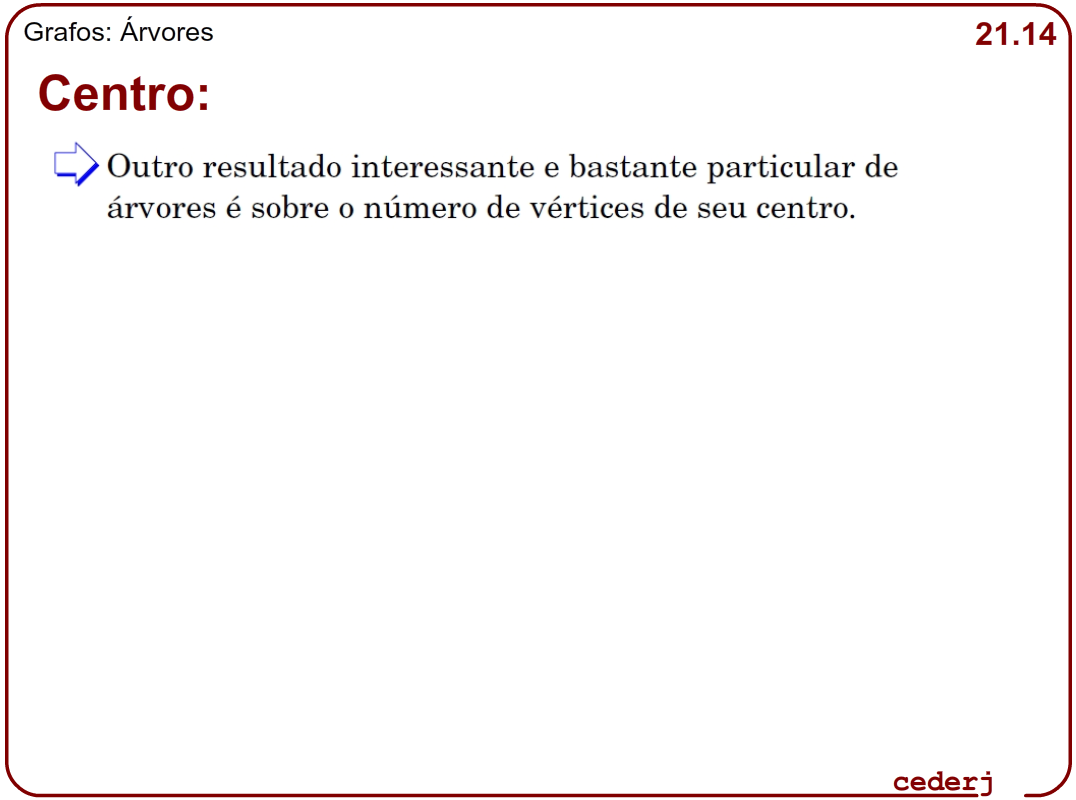 Grafos: Árvores
21.14
Centro:
Outro resultado interessante e bastante particular de
árvores é sobre o número de vértices de seu centro.
cederj